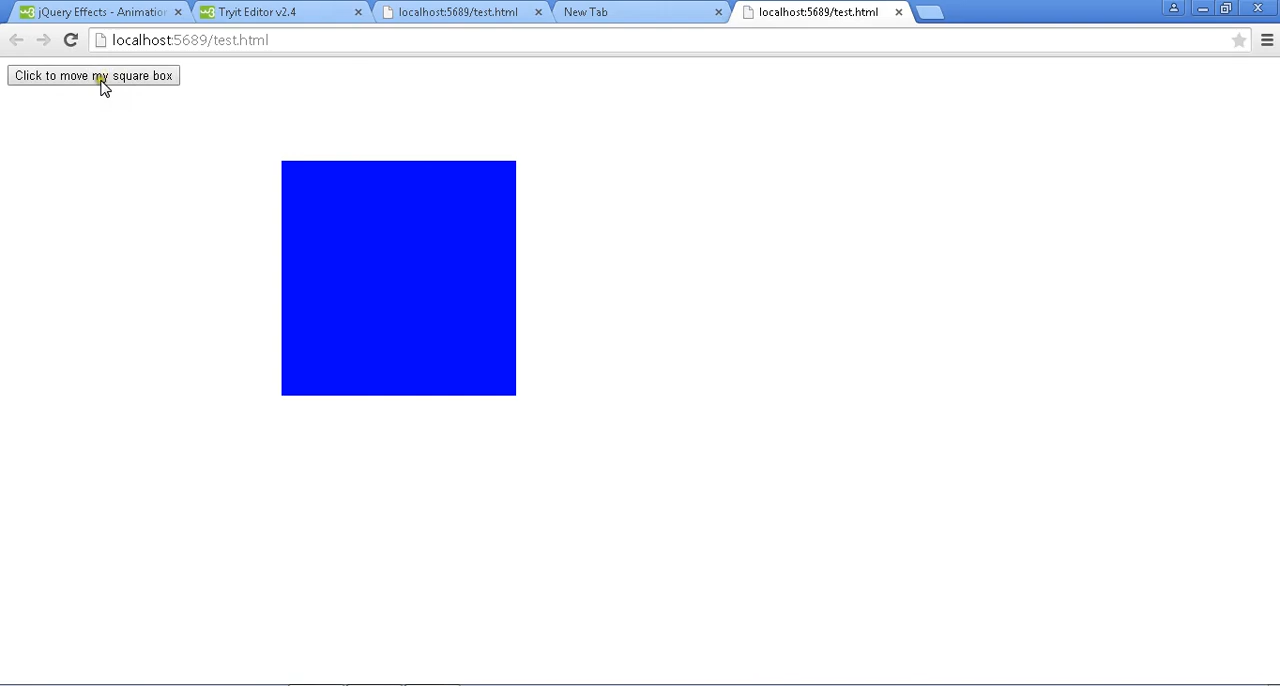 jQuery Effects - Animation
Tryit Editor v2.4
localhost:5689/test.html
New Tab
localhost:5689/test.html
localhost:5689/test.html
Click to move my square box